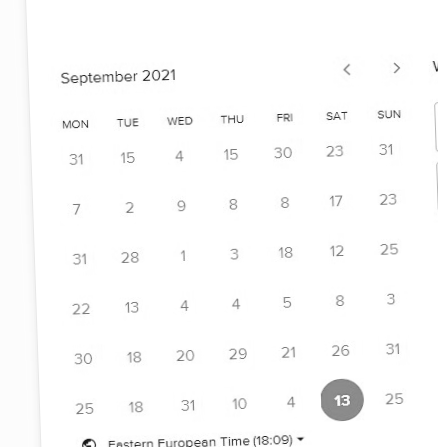 September 2021
MON TUE WED THU FRI SAT SUN
31 15 4 15 30 23 31
7 2 9 8 8 17 23
31 28 1 3 18 12 25
22 13 4 4 5 8 3
30 18 20 29 21 26 31
25 18 31 10 4 13 25
Eastern European Time (18:09)